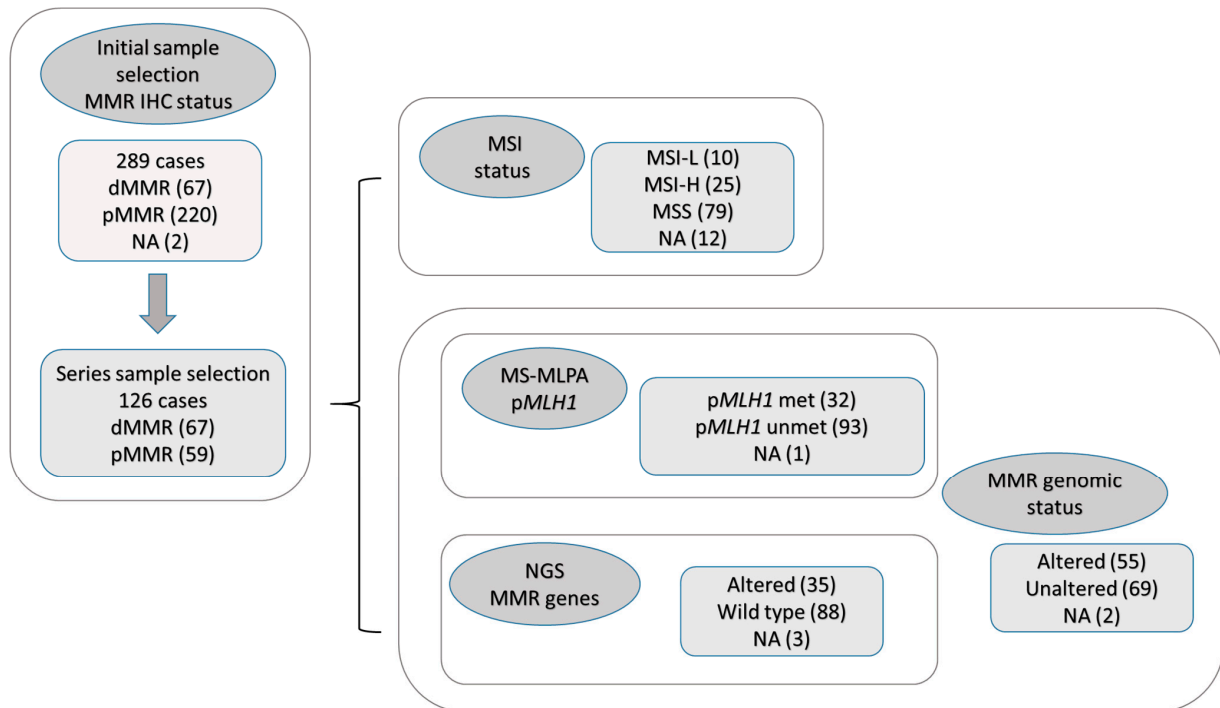 Initial sample
selection
MMR IHC status
289 cases
dMMR (67)
pMMR (220)
NA (2)
Series sample selection
126 cases
dMMR (67)
pMMR (59)
MSI
status
MSI-L (10)
MSI-H (25)
MSS (79)
NA (12)
MS-MLPA
pMLH1
pMLH1 met (32)
pMLH1 unmet (93)
NA (1)
NGS
MMR genes
Altered (35)
Wild type (88)
NA (3)
MMR genomic
status
Altered (55)
Unaltered (69)
NA (2)